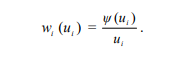 w_i(u_i) = ψ(u_i) / u_i .